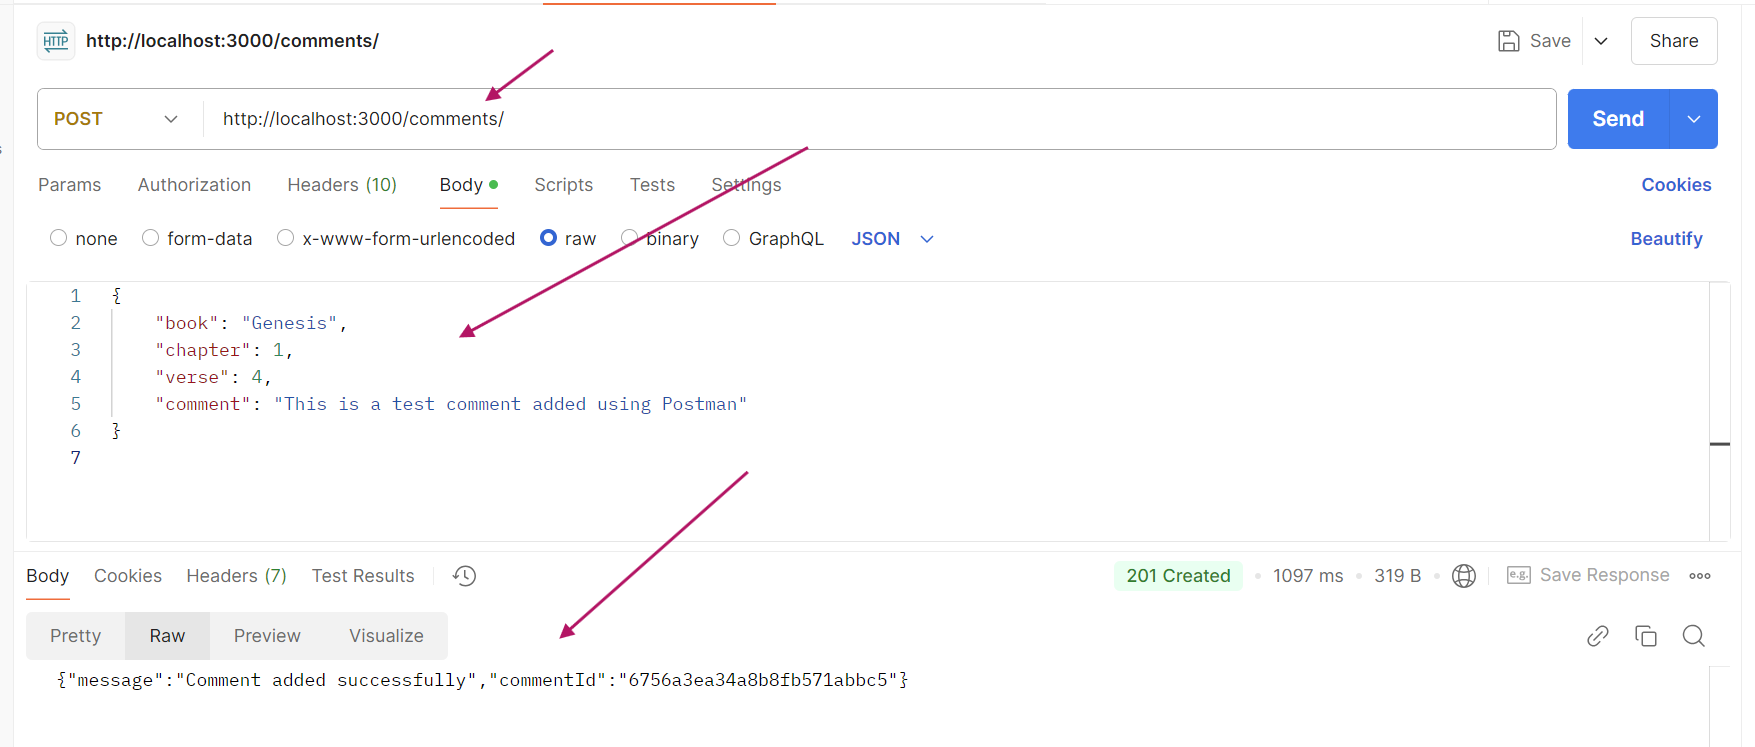 HTTP http://localhost:3000/comments/ Save Share
POST http://localhost:3000/comments/ Send
Params Authorization Headers (10) Body Scripts Tests Settings Cookies
none form-data x-www-form-urlencoded raw binary GraphQL JSON Beautify
1 {
2 "book": "Genesis",
3 "chapter": 1,
4 "verse": 4,
5 "comment": "This is a test comment added using Postman"
6 }
7
Body Cookies Headers (7) Test Results 201 Created 1097 ms 319 B e.g. Save Response
Pretty Raw Preview Visualize
{"message":"Comment added successfully","commentId":"6756a3ea34a8b8fb571abbc5"}